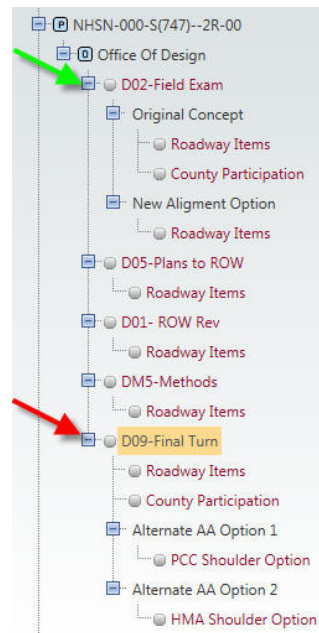 P NHSN-000-S(747)--2R-00
O Office Of Design
D02-Field Exam
Original Concept
Roadway Items
County Participation
New Aligment Option
Roadway Items
D05-Plans to ROW
Roadway Items
D01- ROW Rev
Roadway Items
DM5-Methods
Roadway Items
D09-Final Turn
Roadway Items
County Participation
Alternate AA Option 1
PCC Shoulder Option
Alternate AA Option 2
HMA Shoulder Option